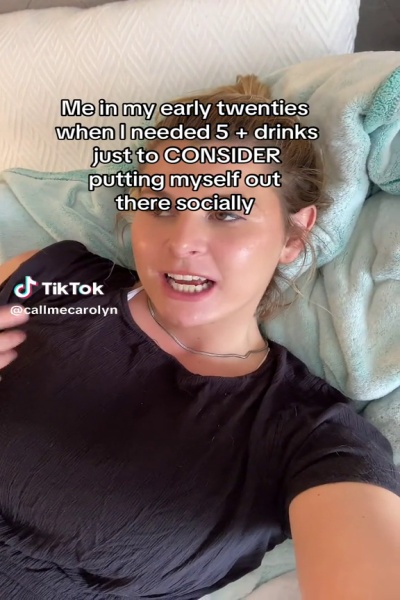 Me in my early twenties
when I needed 5 + drinks
just to CONSIDER
putting myself out
there socially
TikTok
@callmecarolyn